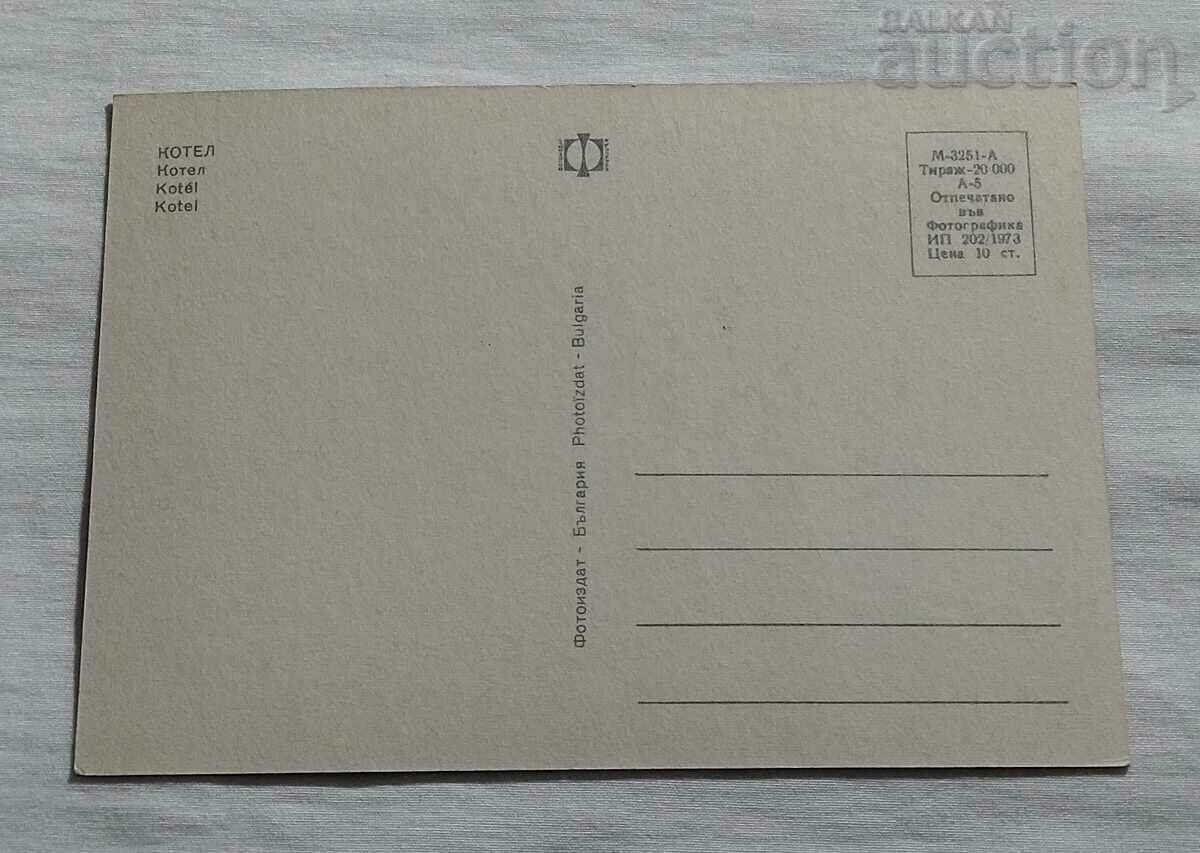 BALKAN
auction
КОТЕЛ
Котел
Kotél
Kotel
М-3251-А
Тираж-20 000
А-5
Отпечатано
във
Фотографика
ИП 202/1973
Цена 10 ст.
Фотоиздат - България Photoïzdat - Bulgaria